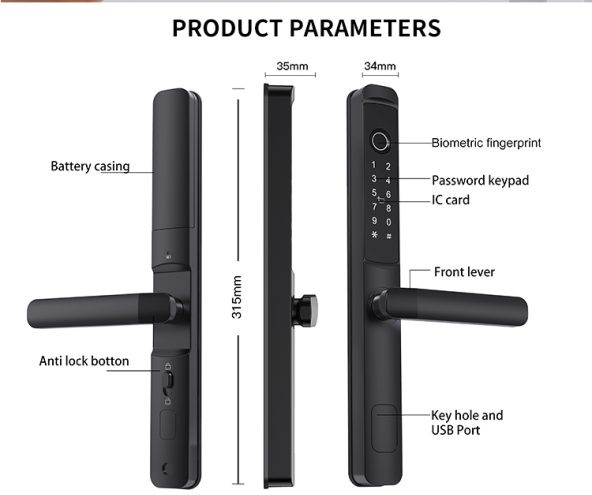 PRODUCT PARAMETERS
35mm
34mm
Battery casing
Biometric fingerprint
1 2
3 4
Password keypad
5 6
IC card
7 8
9 0
* #
315mm
Front lever
Anti lock botton
Key hole and
USB Port